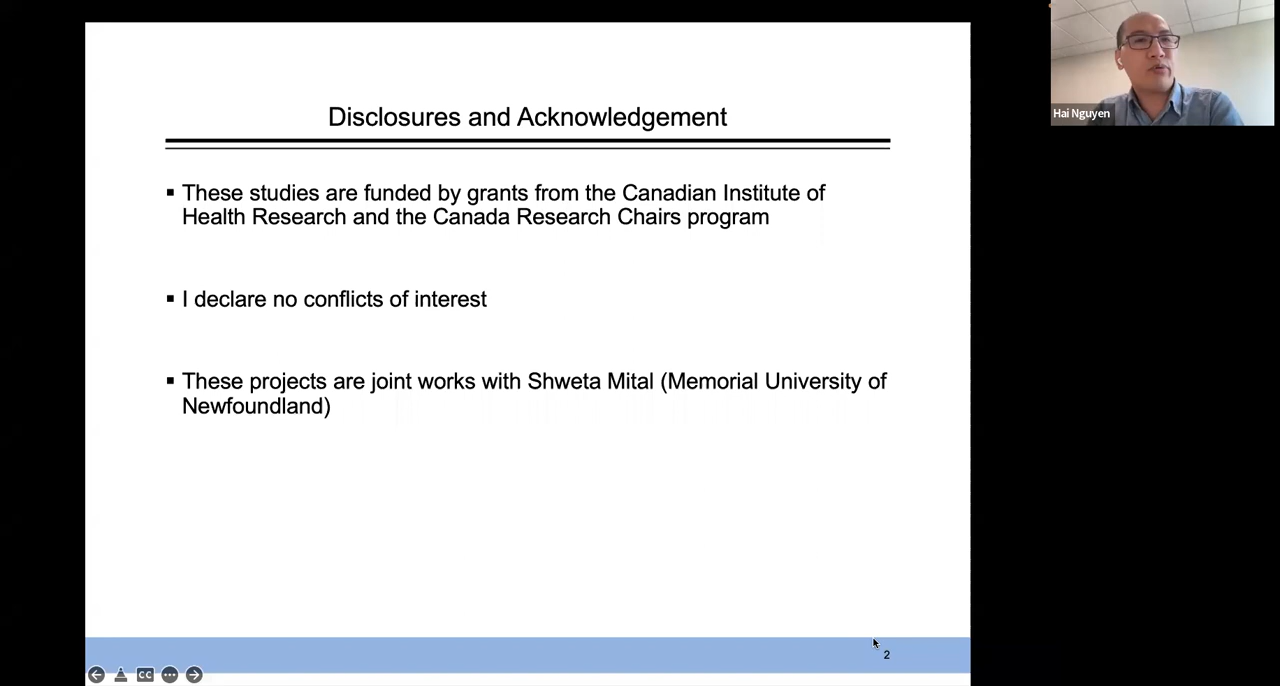 Disclosures and Acknowledgement
▪ These studies are funded by grants from the Canadian Institute of
Health Research and the Canada Research Chairs program
▪ I declare no conflicts of interest
▪ These projects are joint works with Shweta Mital (Memorial University of
Newfoundland)
2
CC
Hai Nguyen